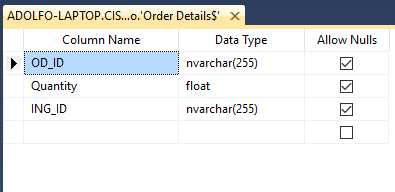 ADOLFO-LAPTOP.CIS...o.'Order Details$'
Column Name Data Type Allow Nulls
OD_ID nvarchar(255)
Quantity float
ING_ID nvarchar(255)